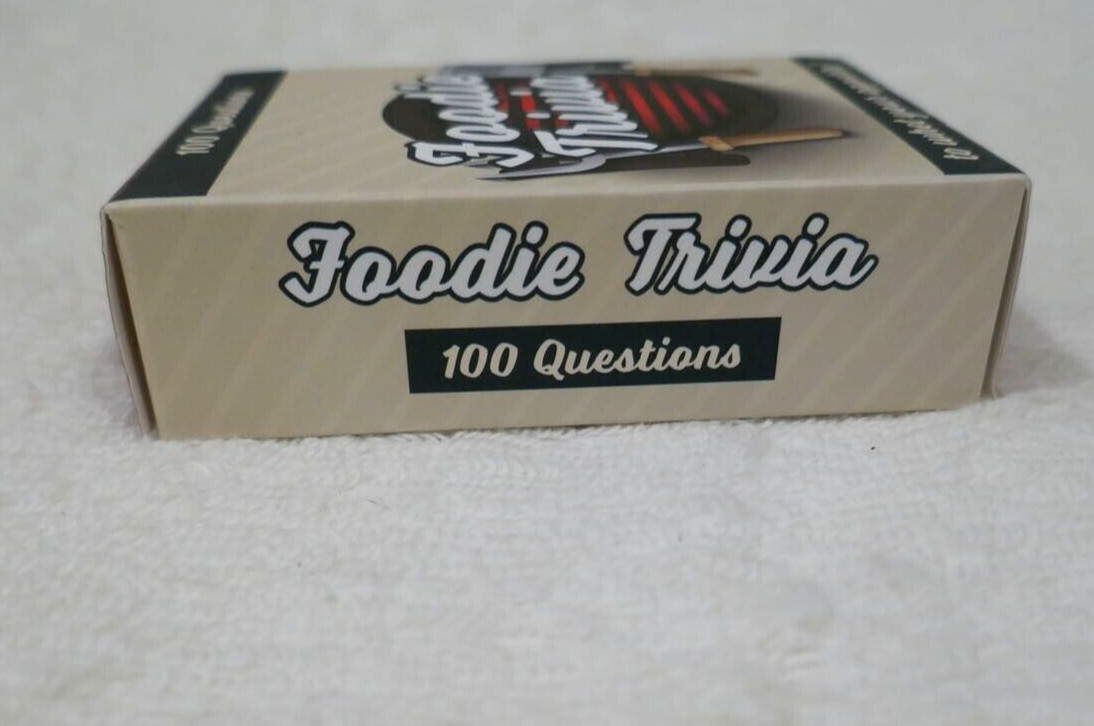 100 Questions
Foodie
Trivia
Foodie Trivia
100 Questions